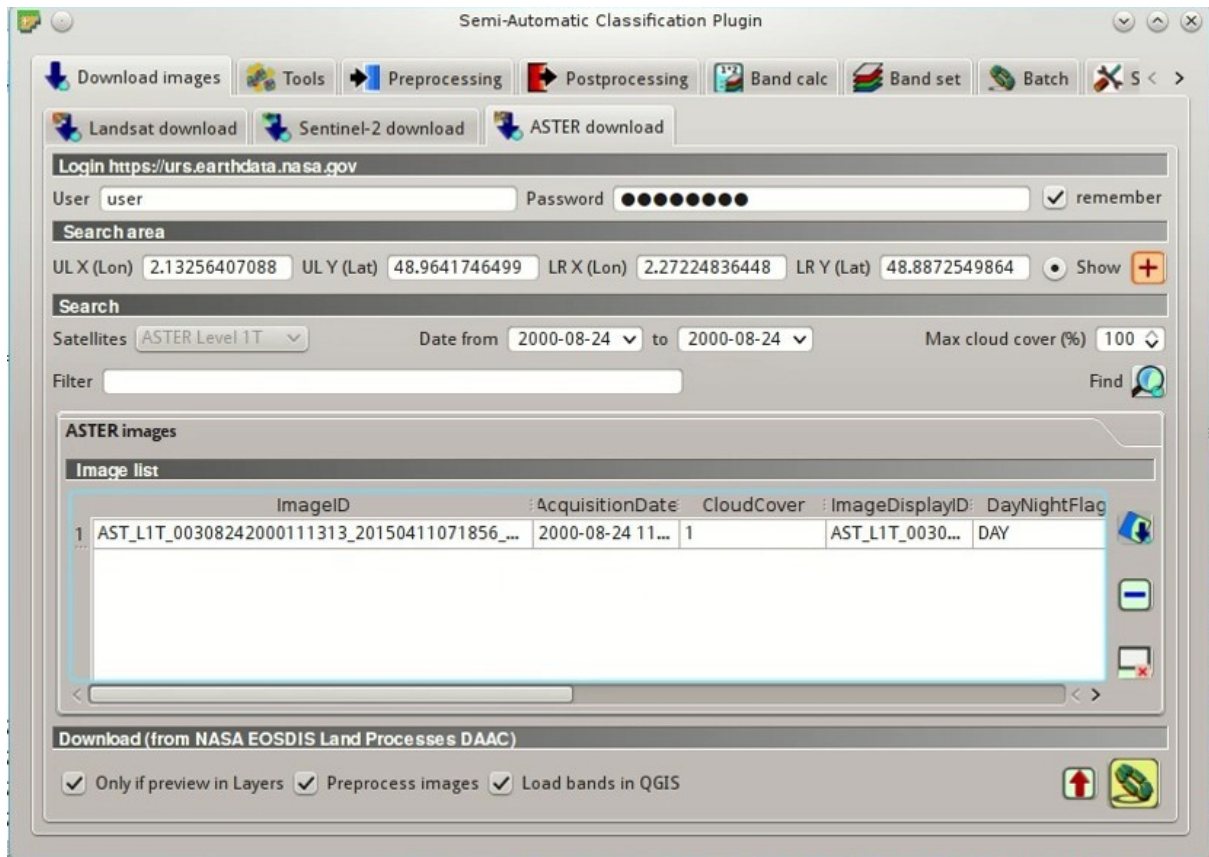 Semi-Automatic Classification Plugin
Download images Tools Preprocessing Postprocessing Band calc Band set Batch S
Landsat download Sentinel-2 download ASTER download
Login https://urs.earthdata.nasa.gov
User user Password ●●●●●●●● remember
Search area
UL X (Lon) 2.13256407088 UL Y (Lat) 48.9641746499 LR X (Lon) 2.27224836448 LR Y (Lat) 48.8872549864 Show
Search
Satellites ASTER Level 1T Date from 2000-08-24 to 2000-08-24 Max cloud cover (%) 100
Filter Find
ASTER images
Image list
ImageID AcquisitionDate CloudCover ImageDisplayID DayNightFlag
1 AST_L1T_00308242000111313_20150411071856_... 2000-08-24 11... 1 AST_L1T_0030... DAY
Download (from NASA EOSDIS Land Processes DAAC)
Only if preview in Layers Preprocess images Load bands in QGIS